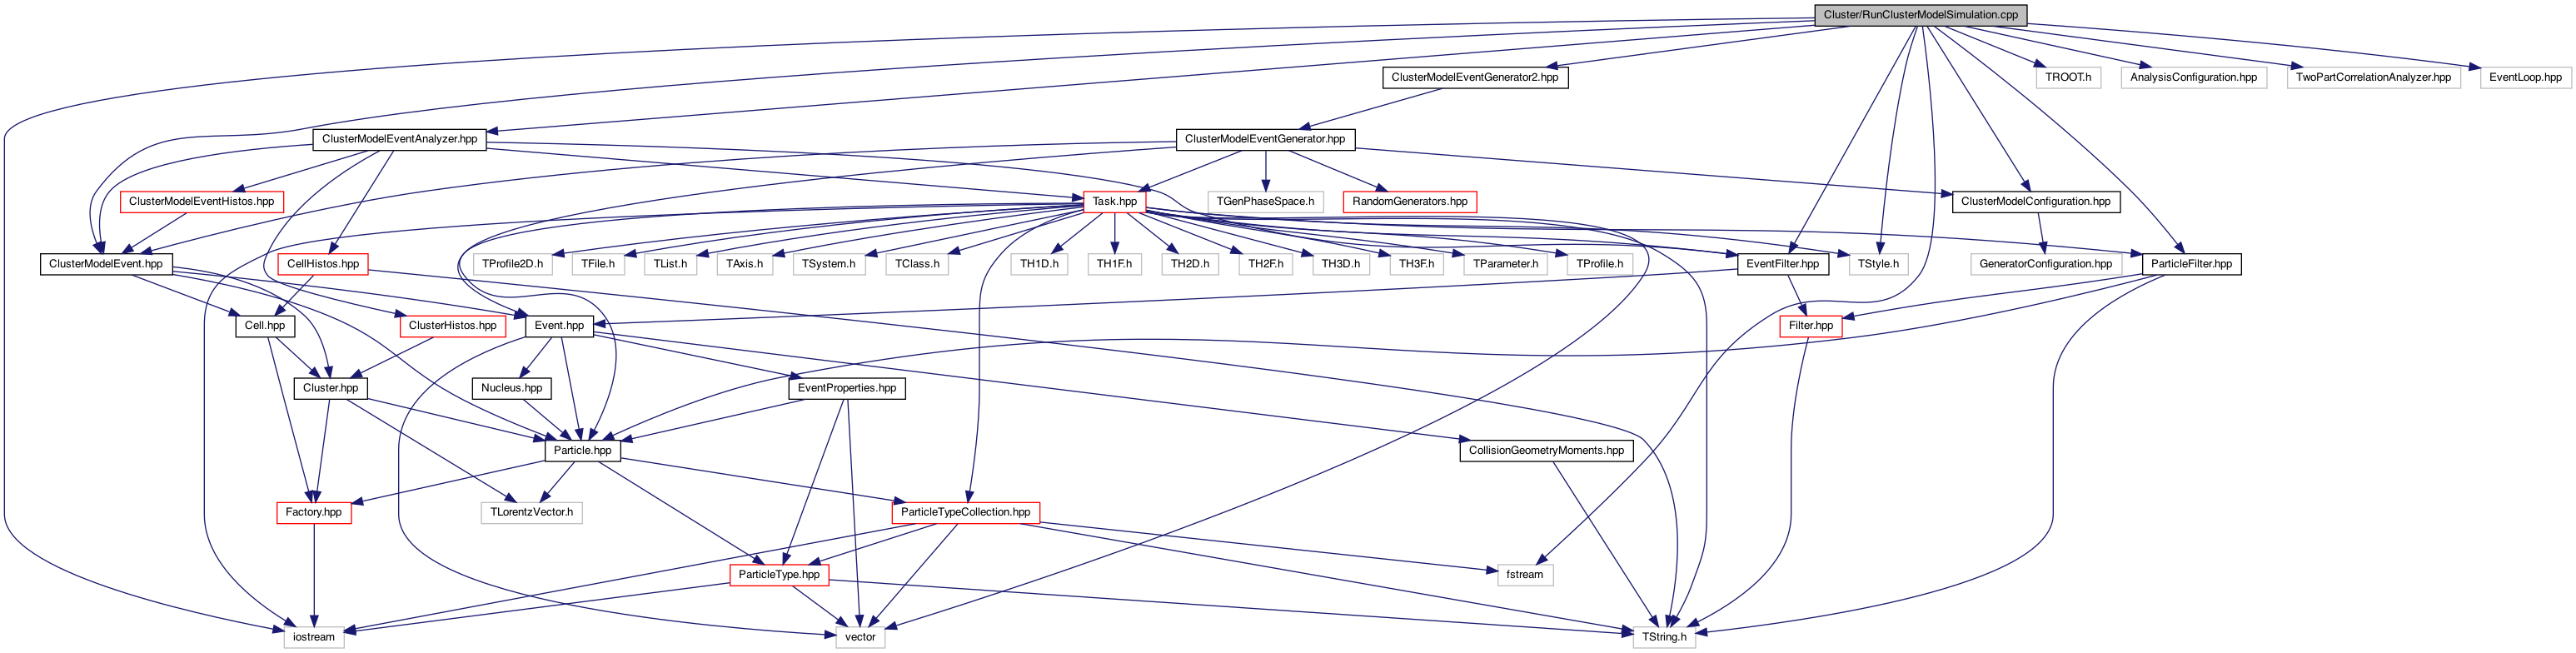 Cluster/RunClusterModelSimulation.cpp
ClusterModelEventGenerator2.hpp
TROOT.h
AnalysisConfiguration.hpp
TwoPartCorrelationAnalyzer.hpp
EventLoop.hpp
ClusterModelEventAnalyzer.hpp
ClusterModelEventGenerator.hpp
ClusterModelEventHistos.hpp
Task.hpp
TGenPhaseSpace.h
RandomGenerators.hpp
ClusterModelConfiguration.hpp
ClusterModelEvent.hpp
CellHistos.hpp
TProfile2D.h
TFile.h
TList.h
TAxis.h
TSystem.h
TClass.h
TH1D.h
TH1F.h
TH2D.h
TH2F.h
TH3D.h
TH3F.h
TParameter.h
TProfile.h
EventFilter.hpp
TStyle.h
GeneratorConfiguration.hpp
ParticleFilter.hpp
Cell.hpp
ClusterHistos.hpp
Event.hpp
Filter.hpp
Cluster.hpp
Nucleus.hpp
EventProperties.hpp
Particle.hpp
CollisionGeometryMoments.hpp
Factory.hpp
TLorentzVector.h
ParticleTypeCollection.hpp
ParticleType.hpp
fstream
iostream
vector
TString.h